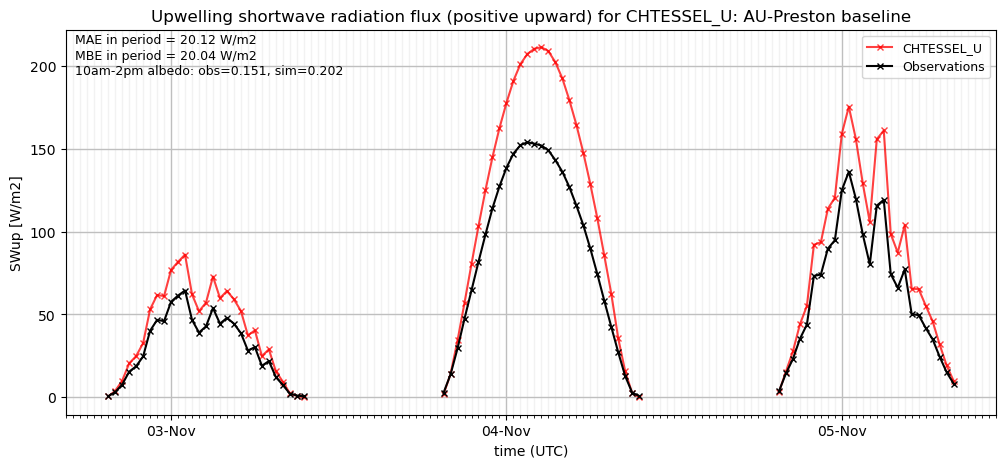 Upwelling shortwave radiation flux (positive upward) for CHTESSEL_U: AU-Preston baseline
MAE in period = 20.12 W/m2
MBE in period = 20.04 W/m2
10am-2pm albedo: obs=0.151, sim=0.202
CHTESSEL_U
Observations
SWup [W/m2]
200
150
100
50
0
03-Nov
04-Nov
05-Nov
time (UTC)